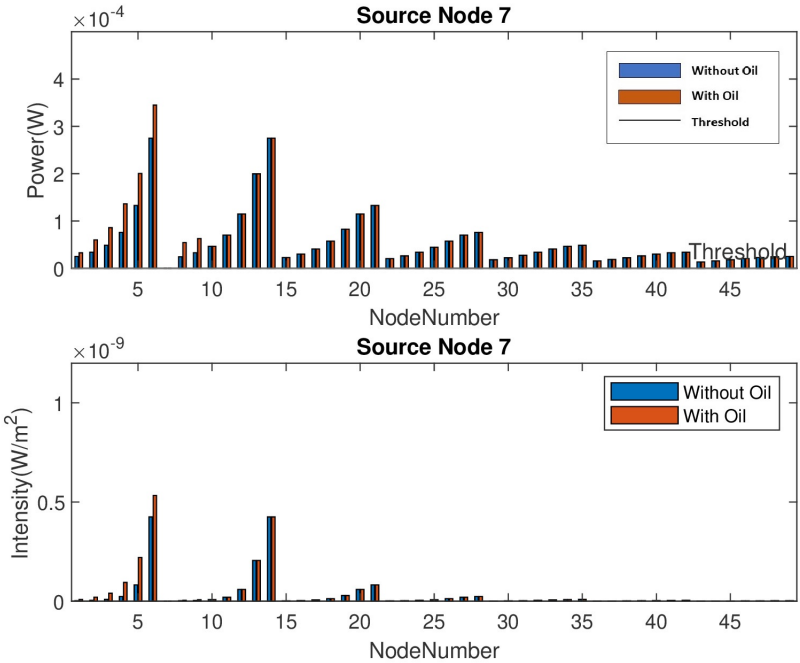 Source Node 7
×10-4
Power(W)
4
3
2
1
0
Without Oil
With Oil
Threshold
Threshold
5 10 15 20 25 30 35 40 45
NodeNumber
Source Node 7
×10-9
Intensity(W/m2)
1
0.5
0
Without Oil
With Oil
5 10 15 20 25 30 35 40 45
NodeNumber